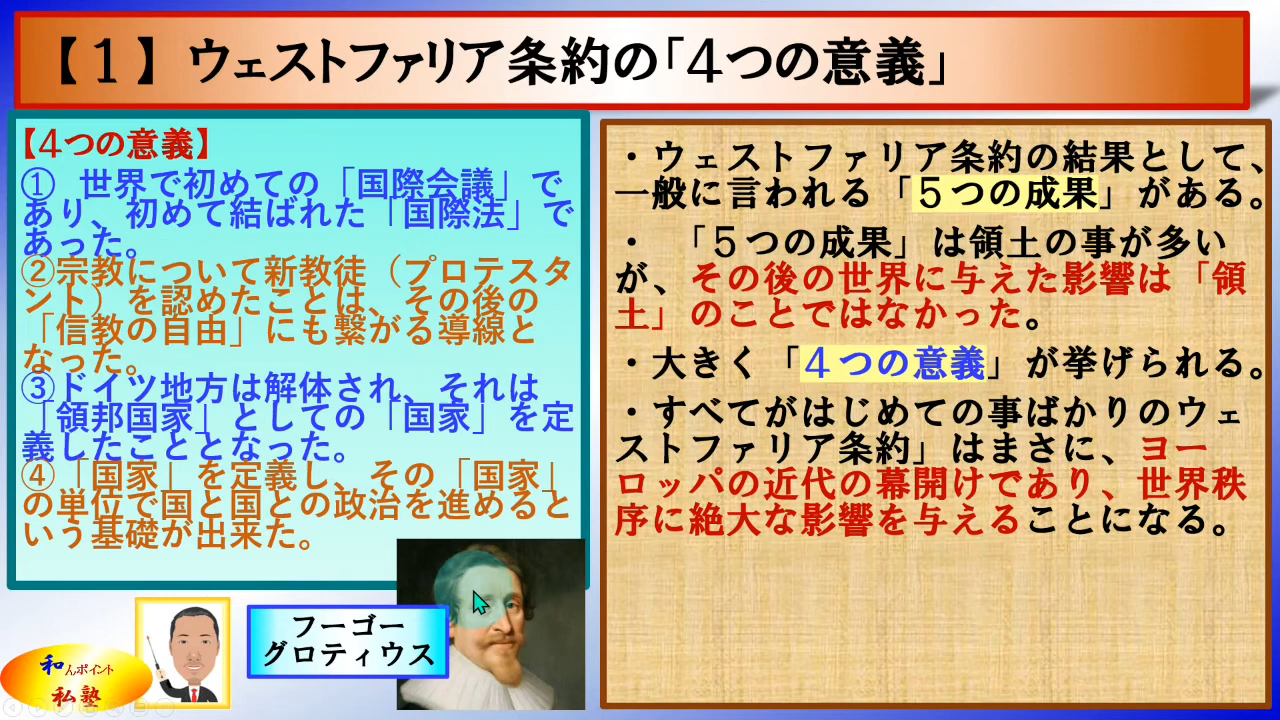 【１】ウェストファリア条約の「４つの意義」
【４つの意義】
① 世界で初めての「国際会議」で
あり、初めて結ばれた「国際法」で
あった。
②宗教について新教徒（プロテスタ
ント）を認めたことは、その後の
「信教の自由」にも繋がる導線と
なった。
③ドイツ地方は解体され、それは
「領邦国家」としての「国家」を定
義したこととなった。
④「国家」を定義し、その「国家」
の単位で国と国との政治を進めると
いう基礎が出来た。
・ウェストファリア条約の結果として、
一般に言われる「５つの成果」がある。
・「５つの成果」は領土の事が多い
が、その後の世界に与えた影響は「領
土」のことではなかった。
・大きく「４つの意義」が挙げられる。
・すべてがはじめての事ばかりのウェ
ストファリア条約」はまさに、ヨー
ロッパの近代の幕開けであり、世界秩
序に絶大な影響を与えることになる。
フーゴー
グロティウス
和んポイント
私塾